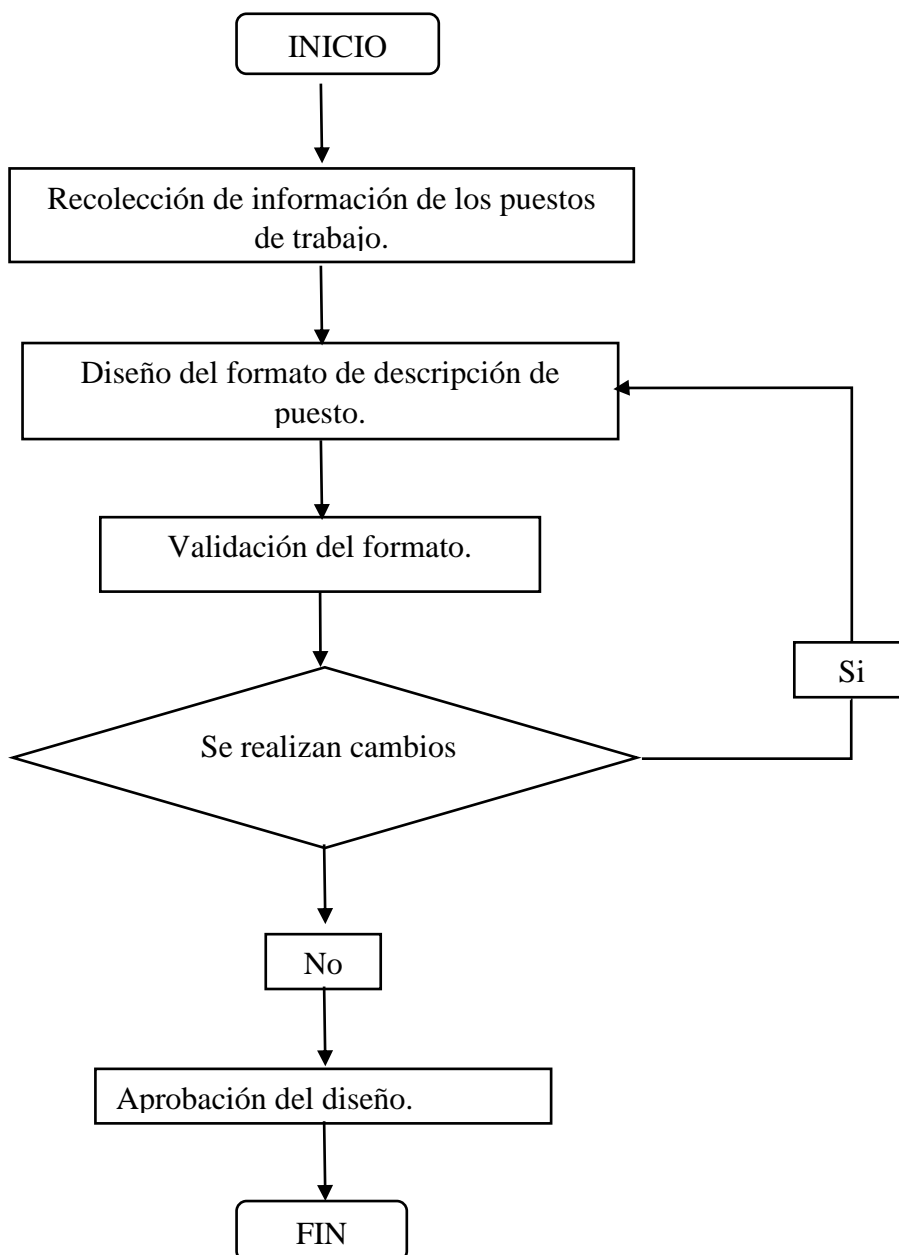 INICIO
Recolección de información de los puestos
de trabajo.
Diseño del formato de descripción de
puesto.
Validación del formato.
Si
Se realizan cambios
No
Aprobación del diseño.
FIN